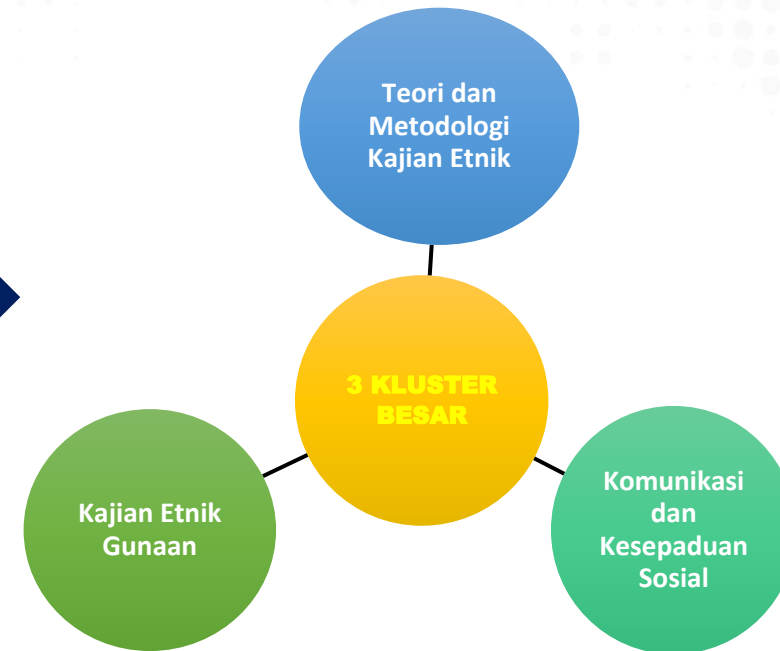 Teori dan
Metodologi
Kajian Etnik
3 KLUSTER
BESAR
Kajian Etnik
Gunaan
Komunikasi
dan
Kesepaduan
Sosial